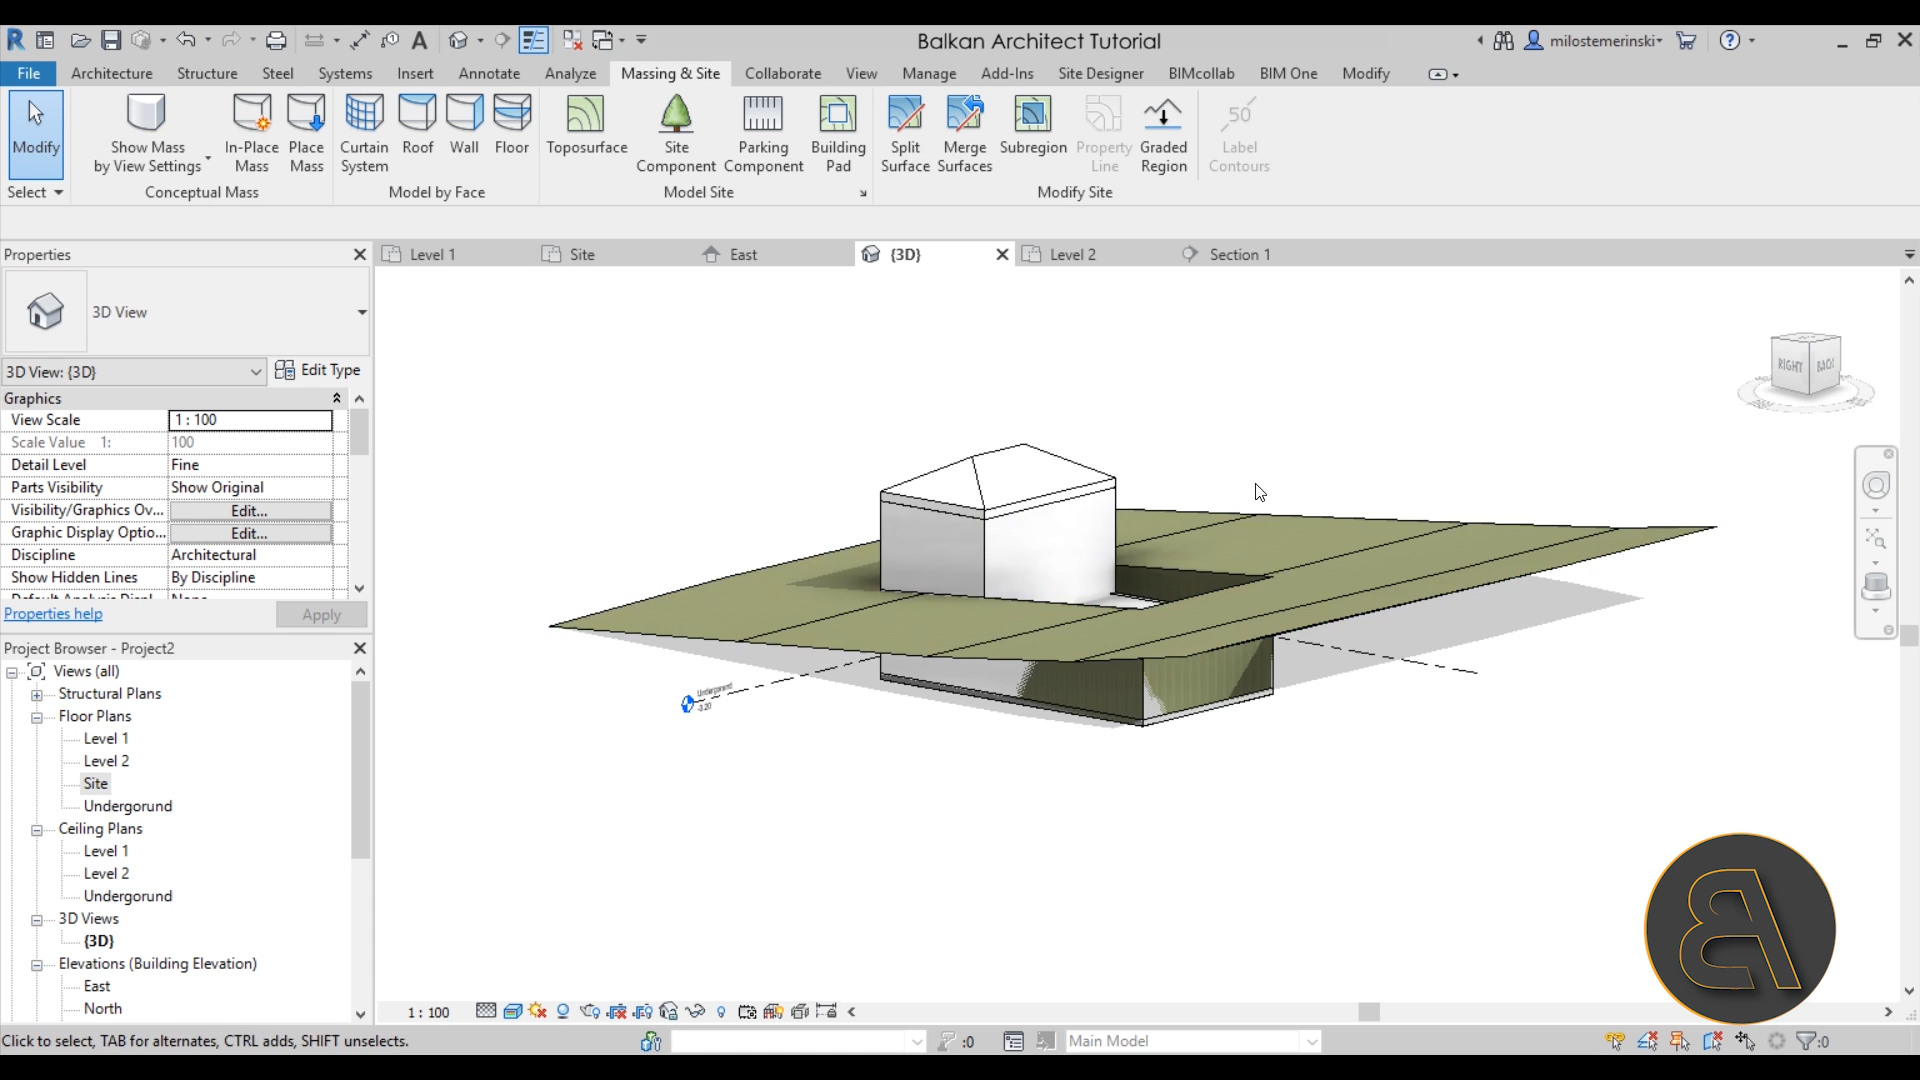 Balkan Architect Tutorial
milostemerinski
File Architecture Structure Steel Systems Insert Annotate Analyze Massing & Site Collaborate View Manage Add-Ins Site Designer BIMcollab BIM One Modify
Modify
Show Mass
by View Settings
In-Place
Mass
Place
Mass
Curtain
System
Roof
Wall
Floor
Toposurface
Site
Component
Parking
Component
Building
Pad
Split
Surface
Merge
Surfaces
Subregion
Property
Line
Graded
Region
50
Label
Contours
Select
Conceptual Mass
Model by Face
Model Site
Modify Site
Properties
Level 1
Site
East
{3D}
Level 2
Section 1
3D View
3D View: {3D}
Edit Type
Graphics
View Scale 1 : 100
Scale Value 1: 100
Detail Level Fine
Parts Visibility Show Original
Visibility/Graphics Ov... Edit...
Graphic Display Optio... Edit...
Discipline Architectural
Show Hidden Lines By Discipline
Properties help
Apply
Project Browser - Project2
Views (all)
Structural Plans
Floor Plans
Level 1
Level 2
Site
Undergorund
Ceiling Plans
Level 1
Level 2
Undergorund
3D Views
{3D}
Elevations (Building Elevation)
East
North
RIGHT
BACK
Undergorund
-3.20
1 : 100
Click to select, TAB for alternates, CTRL adds, SHIFT unselects.
:0
Main Model
:0